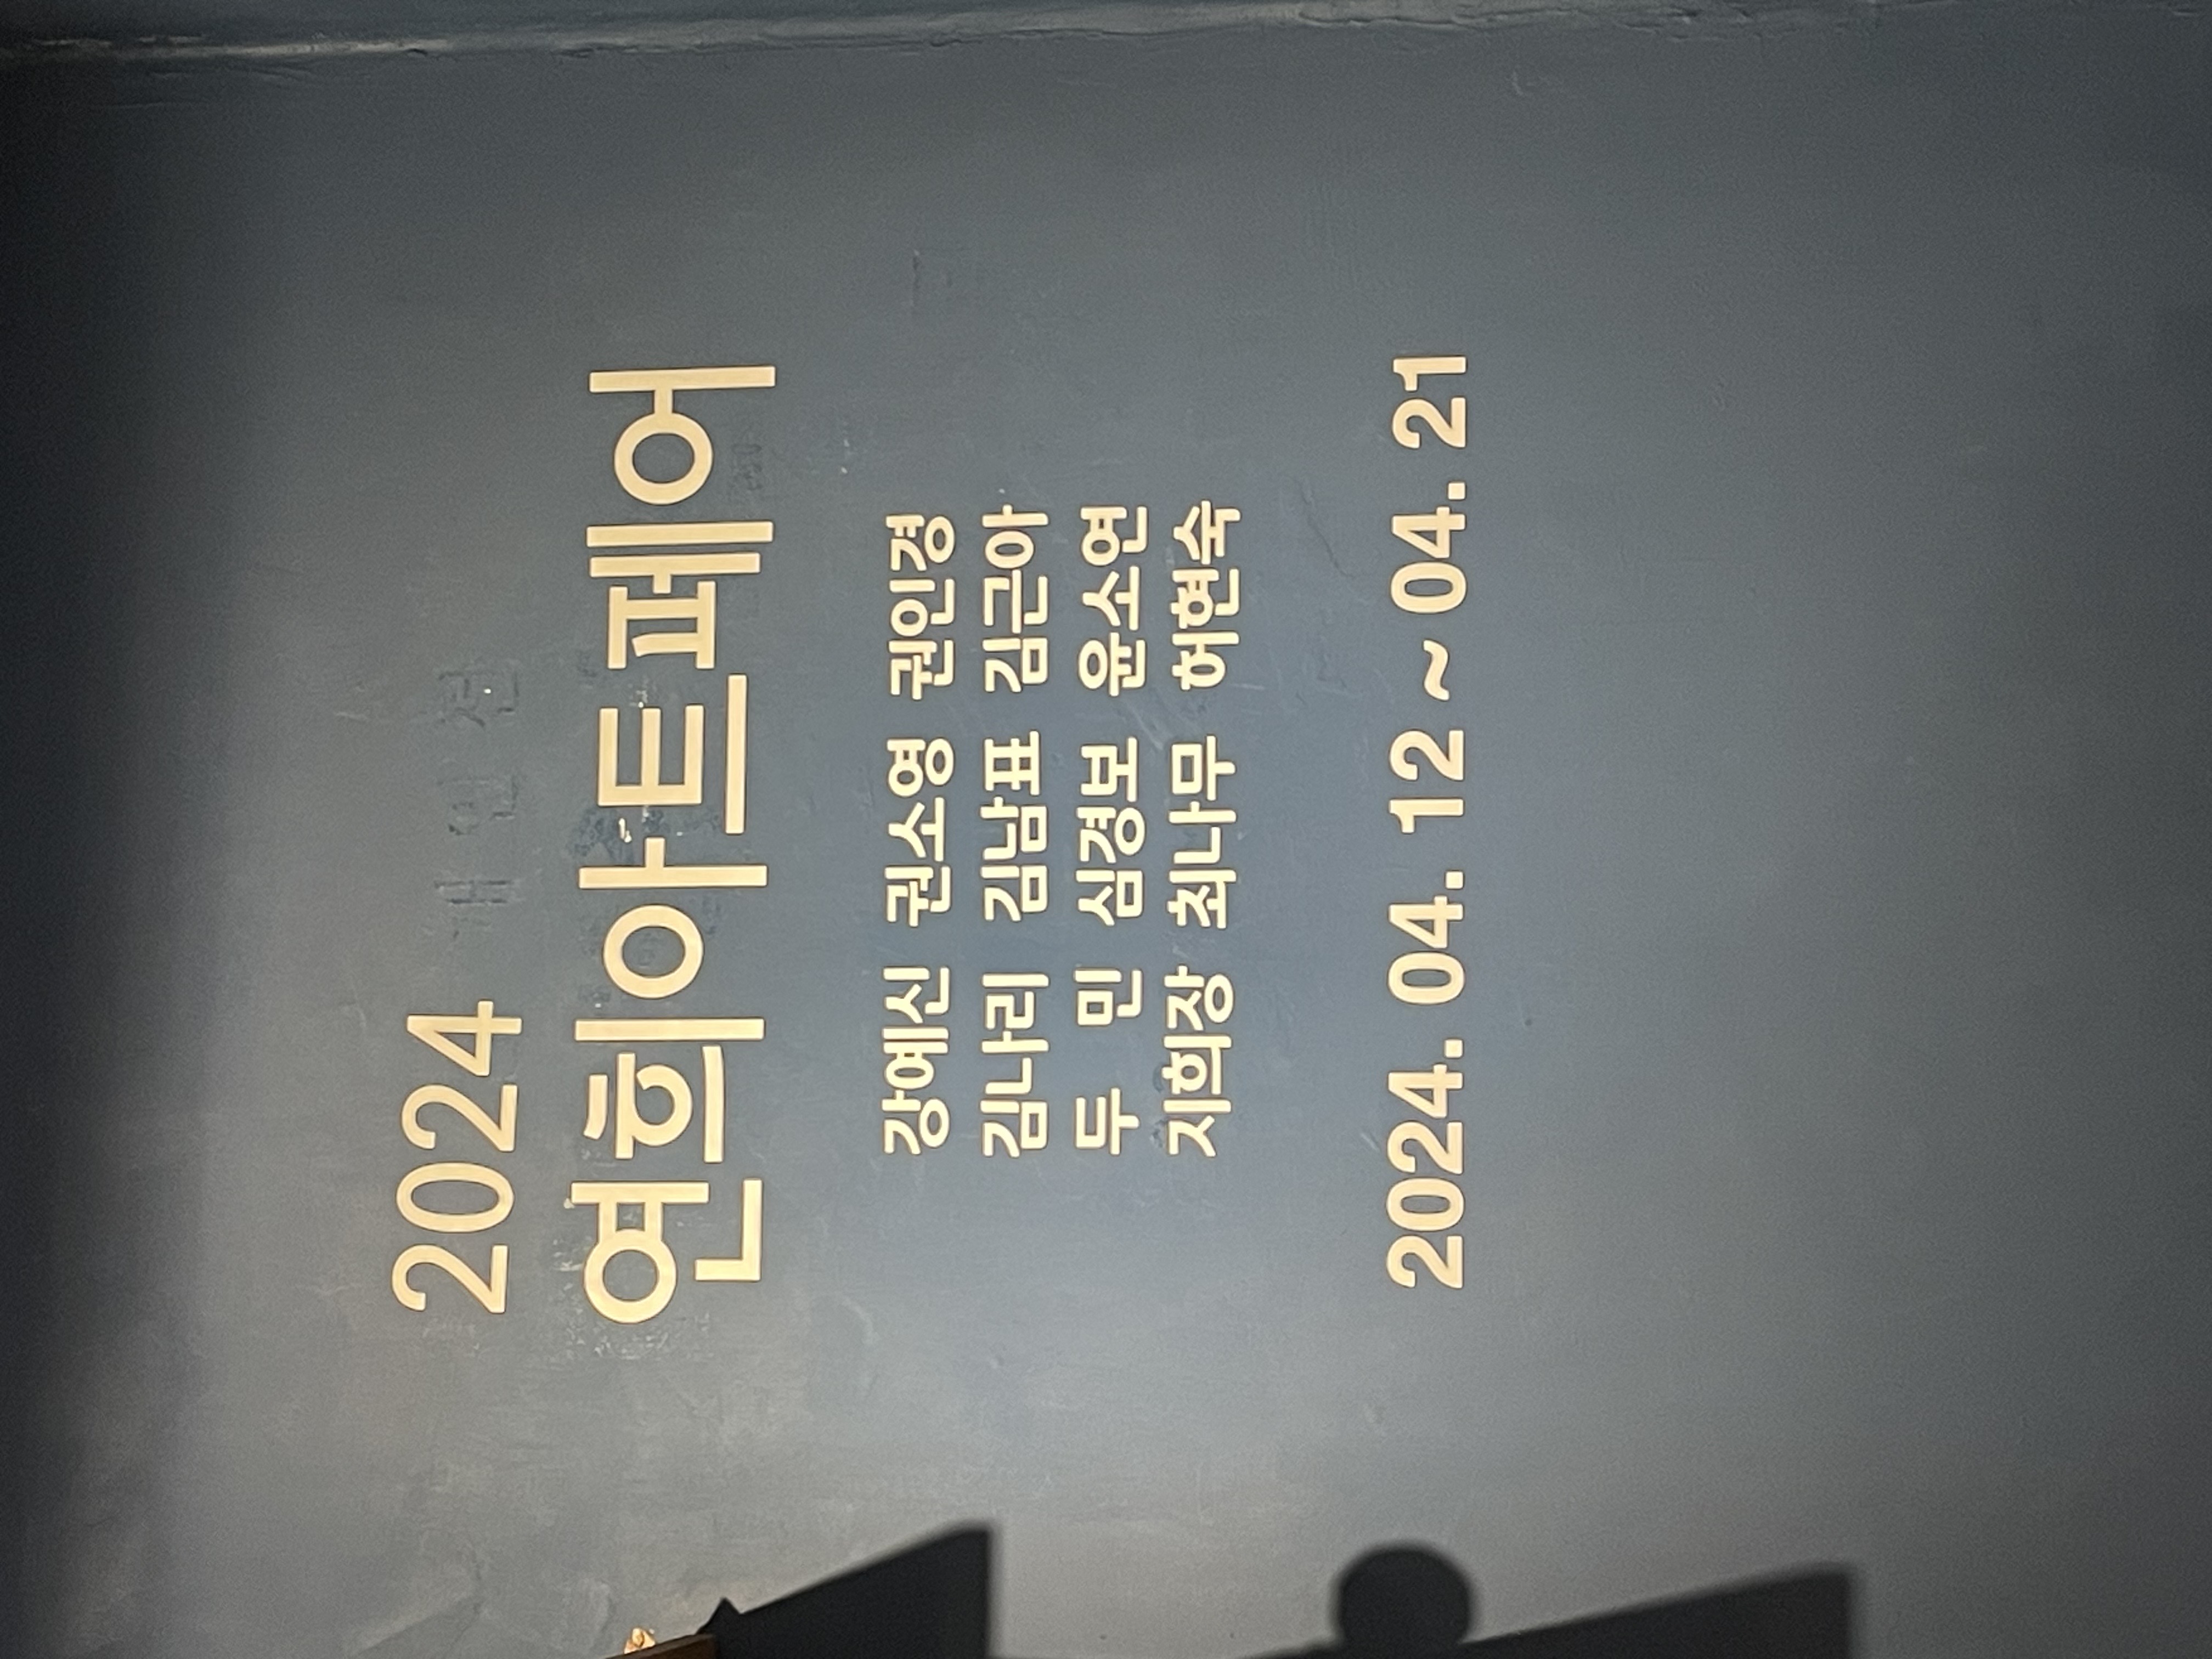 2024
연희아트페어
강예신 권소영 권인경
김나리 김남표 김근아
두 민 심경보 윤소연
지희장 최나무 허현숙
2024. 04. 12 ~ 04. 21